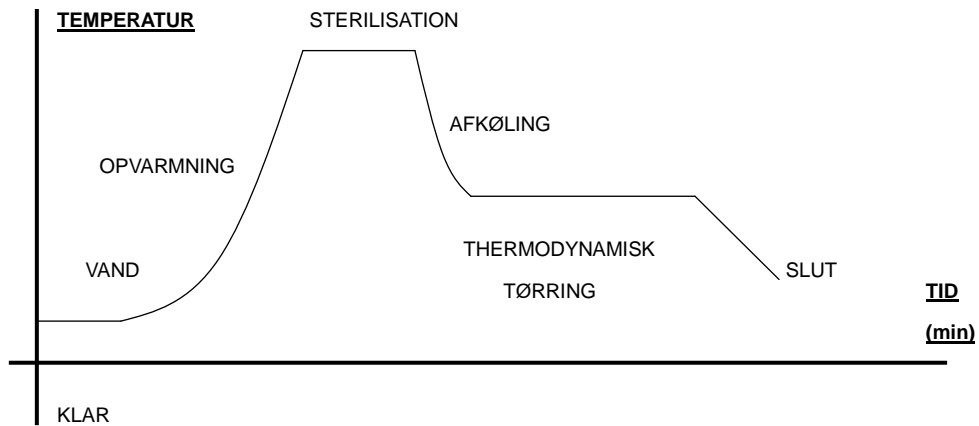 TEMPERATUR
STERILISATION
AFKØLING
OPVARMNING
THERMODYNAMISK
TØRRING
VAND
SLUT
TID
(min)
KLAR